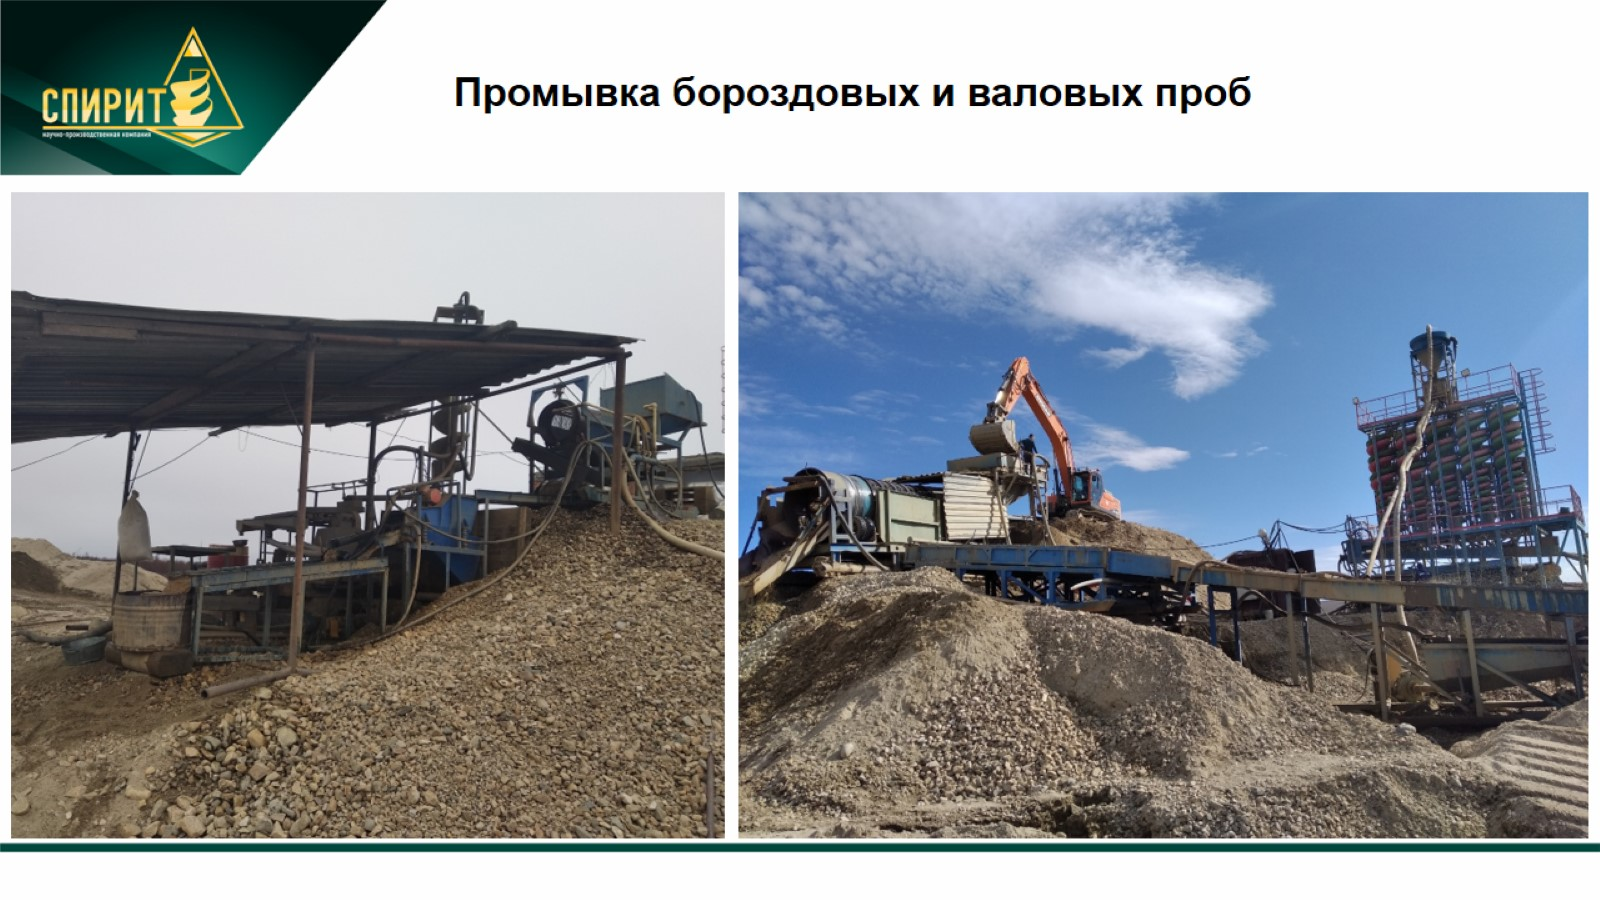 СПИРИТ
научно-производственная компания
Промывка бороздовых и валовых проб